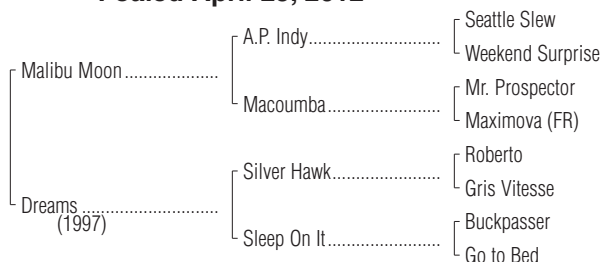 Foaled April 2012
Seattle Slew
A.P. Indy
Weekend Surprise
Malibu Moon
Mr. Prospector
Macoumba
Maximova (FR)
Roberto
Silver Hawk
Gris Vitesse
Dreams
(1997)
Buckpasser
Sleep On It
Go to Bed